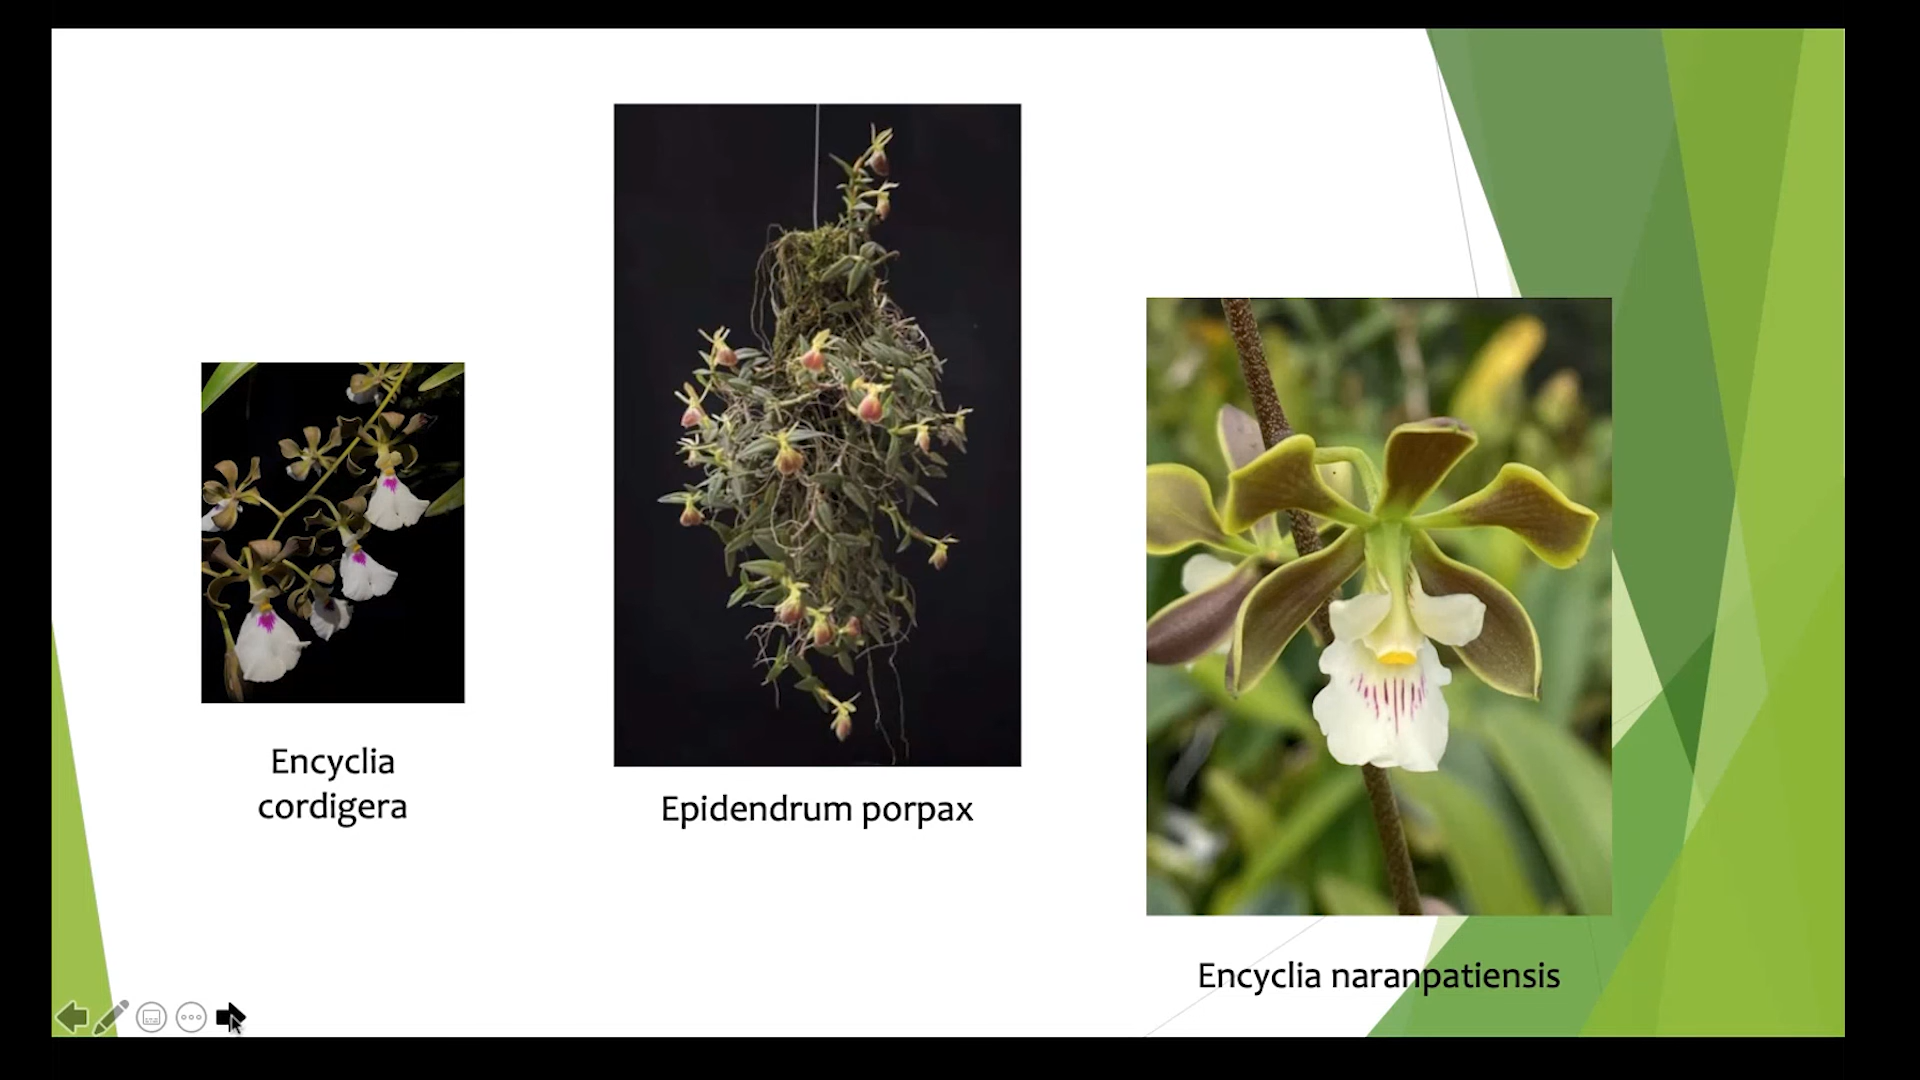 Encyclia
cordigera
Epidendrum porpax
Encyclia naranpatiensis